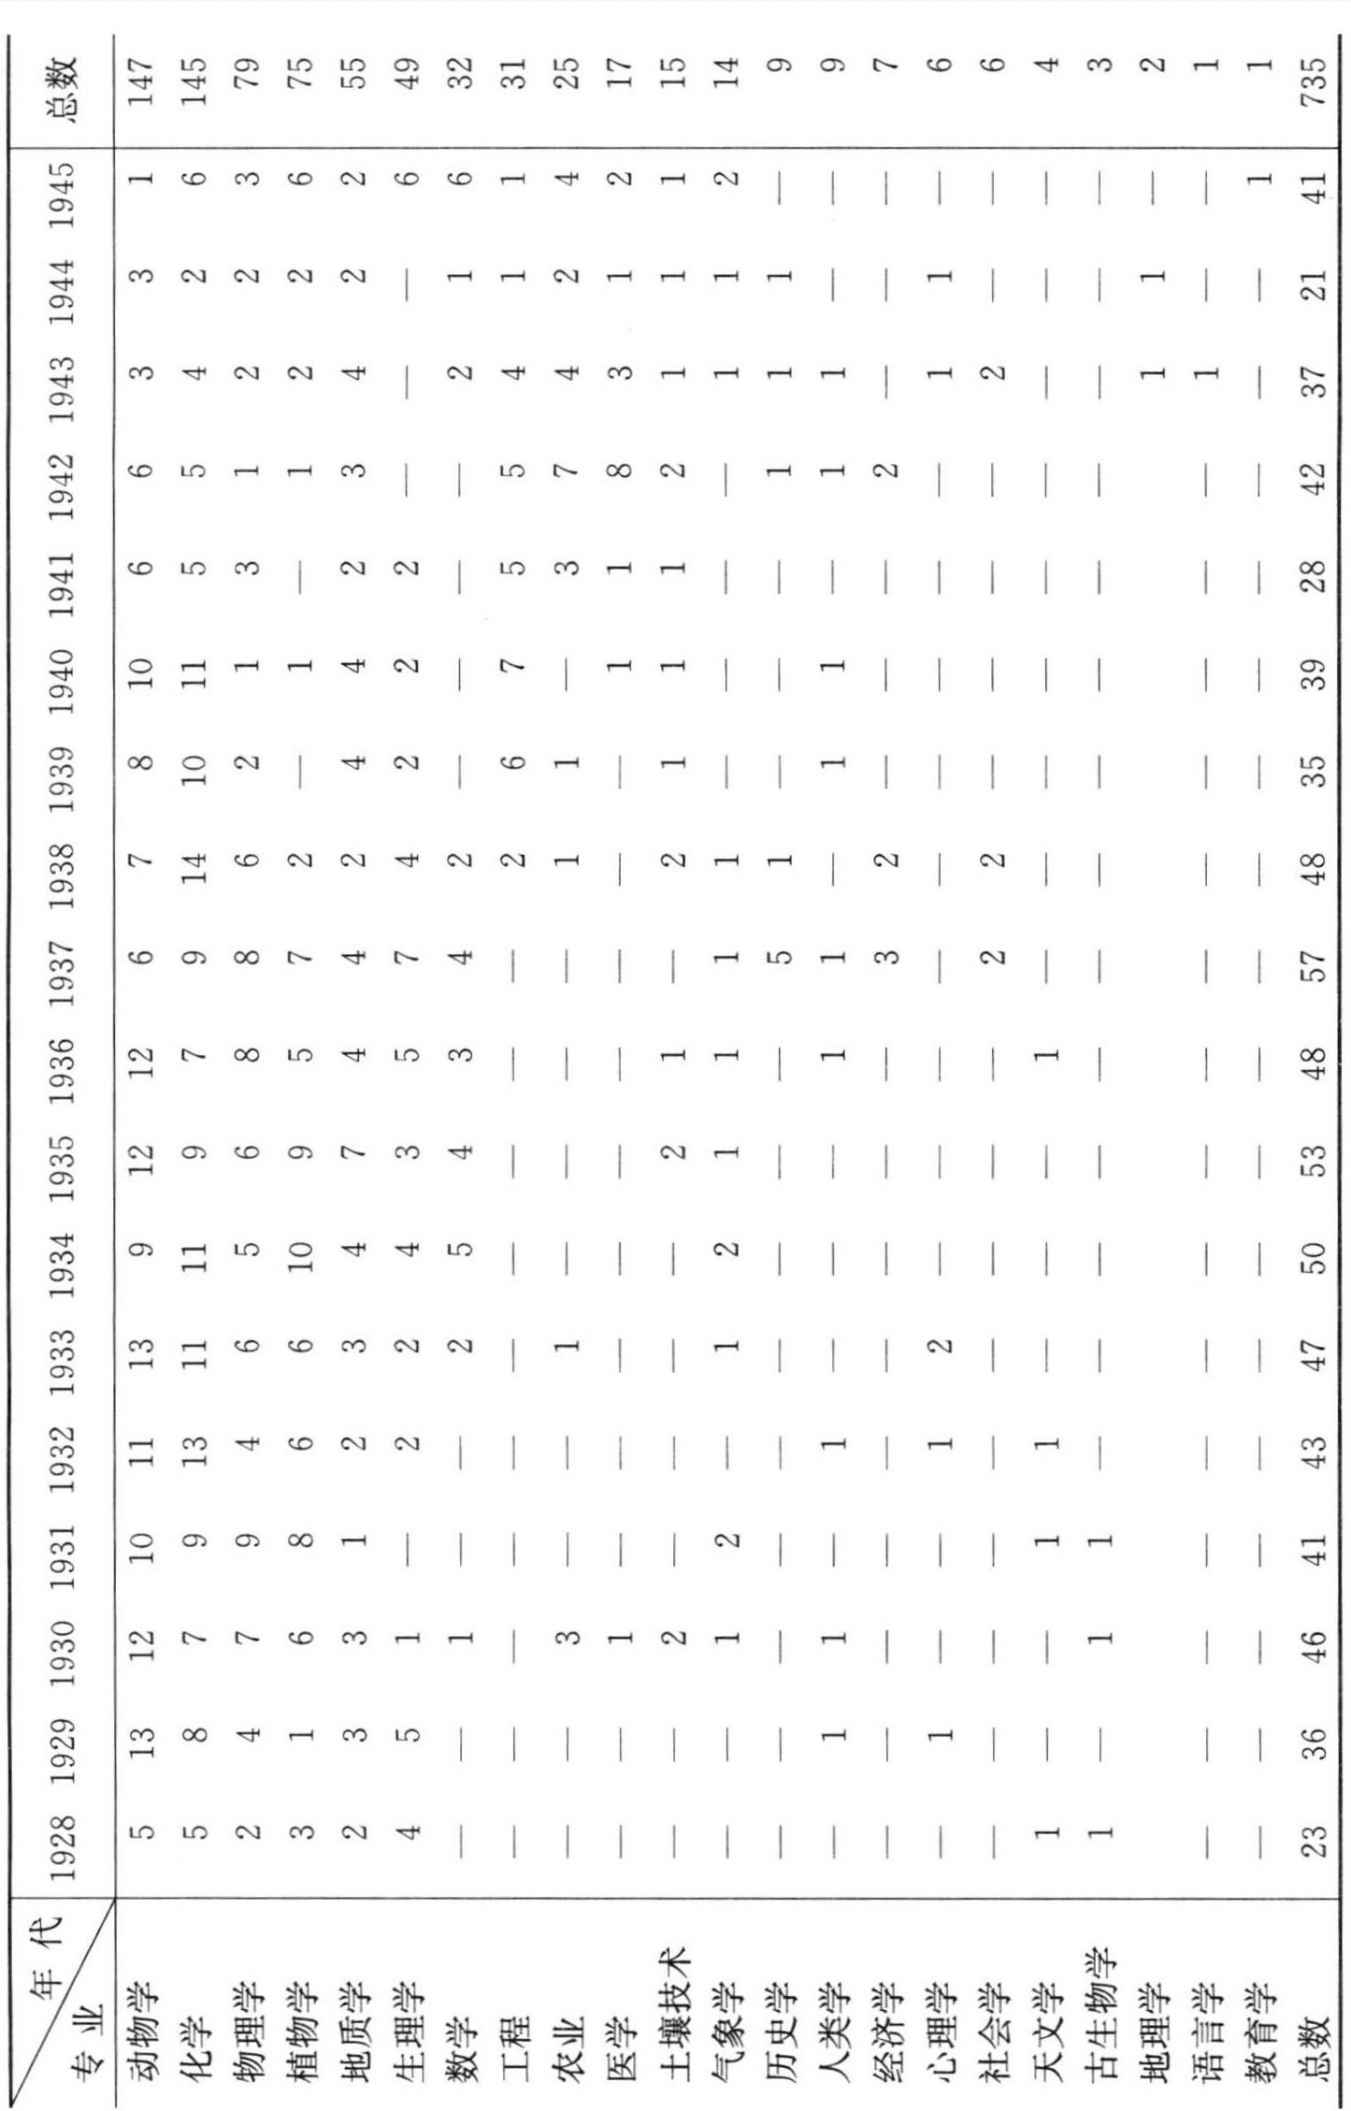 年代 专业 1928 1929 1930 1931 1932 1933 1934 1935 1936 1937 1938 1939 1940 1941 1942 1943 1944 1945 总数
动物学 5 13 12 10 11 13 9 12 12 6 7 8 10 6 6 3 3 1 147
化学 5 8 7 9 13 11 11 9 7 9 14 10 11 5 5 4 2 6 145
物理学 2 4 7 9 4 6 5 6 8 8 6 2 1 3 1 2 2 3 79
植物学 3 1 6 8 6 6 10 9 5 7 2 — 1 — 1 2 2 6 75
地质学 2 3 3 1 2 3 4 7 4 4 2 4 4 2 3 4 2 2 55
生理学 4 5 1 — 2 2 4 3 5 7 4 2 2 2 — — — 6 49
数学 — — 1 — — 2 5 4 3 4 2 — — — — 2 1 6 32
工程 — — — — — — — — — — 2 6 7 5 5 4 1 1 31
农业 — — 3 — — 1 — — — — 1 1 — 3 7 4 2 4 25
医学 — — 1 — — — — — — — — — 1 1 8 3 1 2 17
土壤技术 — — 2 — — — — 2 1 — 2 1 1 1 2 1 1 1 15
气象学 — — 1 2 — 1 2 1 1 1 1 — — — — 1 1 2 14
历史学 — — — — — — — — — 5 1 — — — 1 1 1 — 9
人类学 — 1 1 — 1 — — — 1 1 — 1 1 — 1 1 — — 9
经济学 — — — — — — — — — 3 2 — — — 2 — — — 7
心理学 — 1 — — 1 2 — — — — — — — — — 1 1 — 6
社会学 — — — — — — — — — 2 2 — — — — 2 — — 6
天文学 1 — — 1 1 — — — 1 — — — — — — — — — 4
古生物学 1 — 1 1 — — — — — — — — — — — — — — 3
地理学 1 1 — 2
语言学 — — — — — — — — — — — — — — — 1 — — 1
教育学 — — — — — — — — — — — — — — — — — 1 1
总数 23 36 46 41 43 47 50 53 48 57 48 35 39 28 42 37 21 41 735